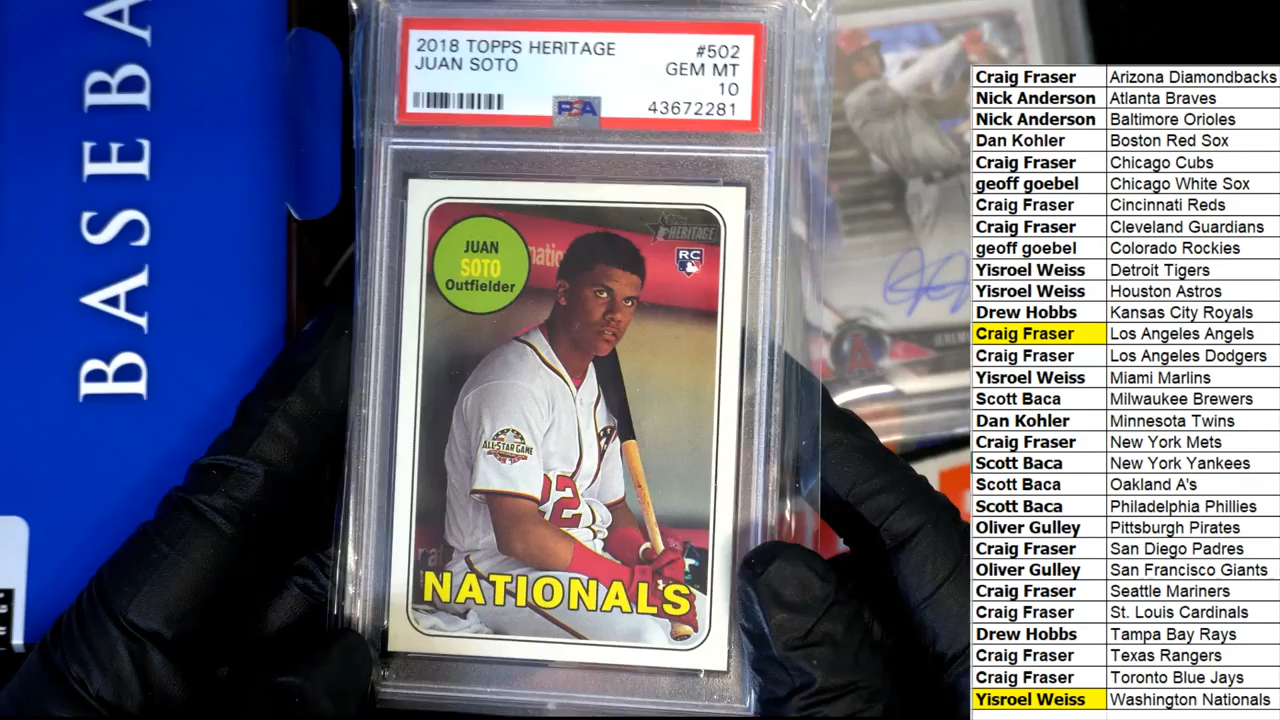 BASEBA
2018 TOPPS HERITAGE
JUAN SOTO
#502
GEM MT
10
43672281
PSA
HERITAGE
RC
JUAN
SOTO
Outfielder
natio
ALL-STAR GAME
22
NATIONALS
JEREM
Craig Fraser Arizona Diamondbacks
Nick Anderson Atlanta Braves
Nick Anderson Baltimore Orioles
Dan Kohler Boston Red Sox
Craig Fraser Chicago Cubs
geoff goebel Chicago White Sox
Craig Fraser Cincinnati Reds
Craig Fraser Cleveland Guardians
geoff goebel Colorado Rockies
Yisroel Weiss Detroit Tigers
Yisroel Weiss Houston Astros
Drew Hobbs Kansas City Royals
Craig Fraser Los Angeles Angels
Craig Fraser Los Angeles Dodgers
Yisroel Weiss Miami Marlins
Scott Baca Milwaukee Brewers
Dan Kohler Minnesota Twins
Craig Fraser New York Mets
Scott Baca New York Yankees
Scott Baca Oakland A's
Scott Baca Philadelphia Phillies
Oliver Gulley Pittsburgh Pirates
Craig Fraser San Diego Padres
Oliver Gulley San Francisco Giants
Craig Fraser Seattle Mariners
Craig Fraser St. Louis Cardinals
Drew Hobbs Tampa Bay Rays
Craig Fraser Texas Rangers
Craig Fraser Toronto Blue Jays
Yisroel Weiss Washington Nationals